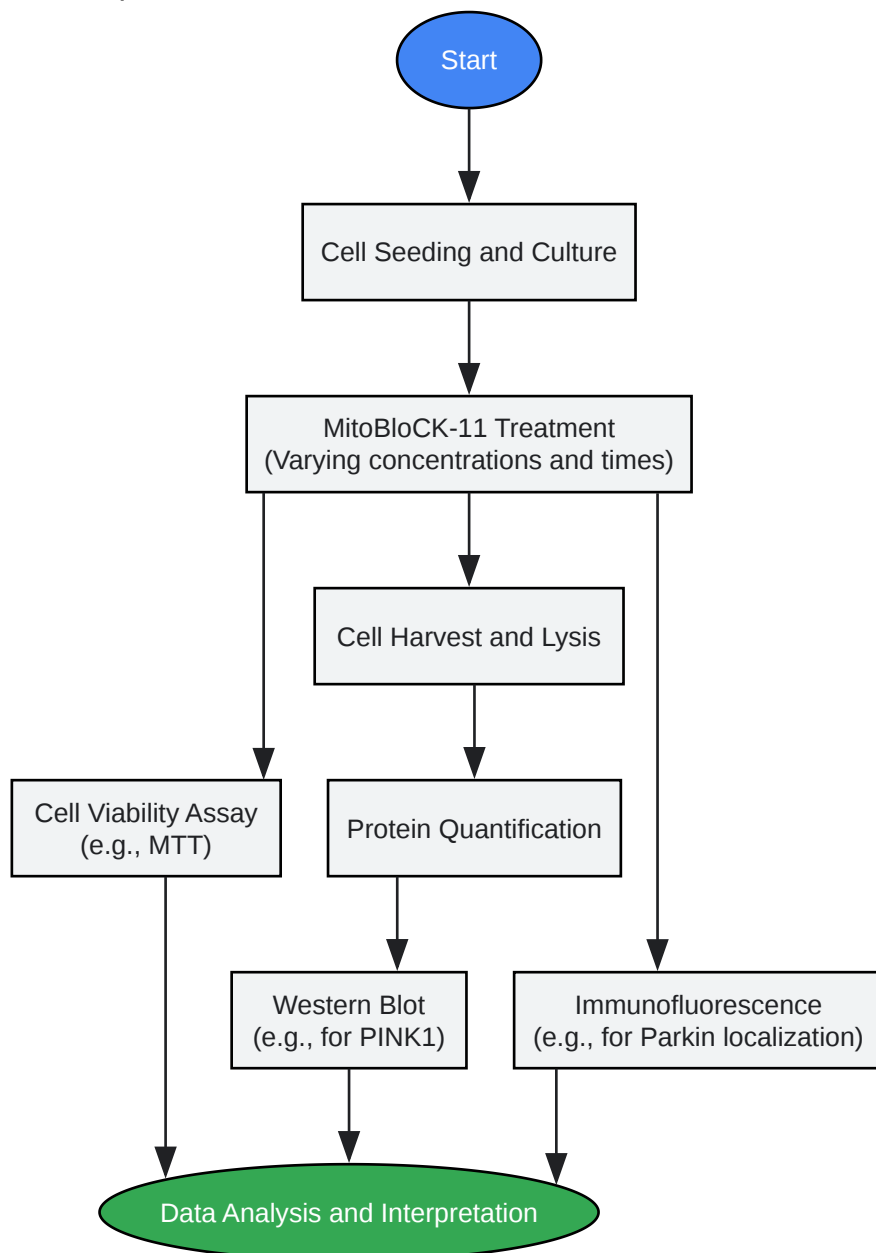 Start
Cell Seeding and Culture
MitoBloCK-11 Treatment
(Varying concentrations and times)
Cell Harvest and Lysis
Cell Viability Assay
(e.g., MTT)
Protein Quantification
Western Blot
(e.g., for PINK1)
Immunofluorescence
(e.g., for Parkin localization)
Data Analysis and Interpretation